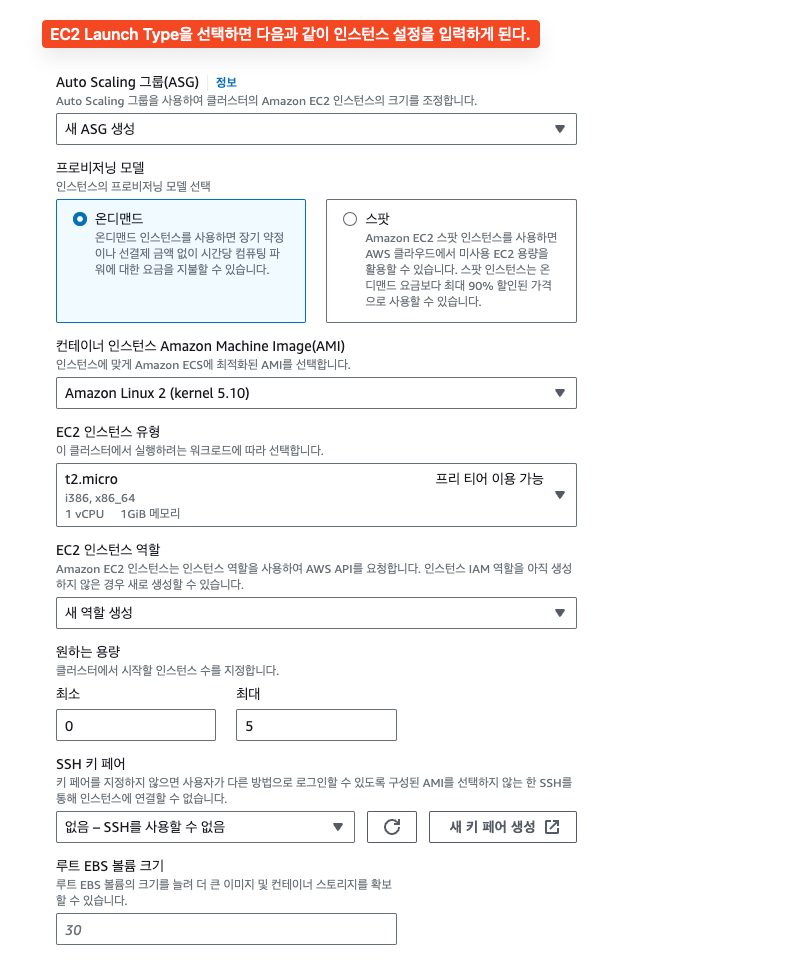 EC2 Launch Type을 선택하면 다음과 같이 인스턴스 설정을 입력하게 된다.
Auto Scaling 그룹(ASG) 정보
Auto Scaling 그룹을 사용하여 클러스터의 Amazon EC2 인스턴스의 크기를 조정합니다.
새 ASG 생성
프로비저닝 모델
인스턴스의 프로비저닝 모델 선택
온디맨드
온디맨드 인스턴스를 사용하면 장기 약정
이나 선결제 금액 없이 시간당 컴퓨팅 파
워에 대한 요금을 지불할 수 있습니다.
스팟
Amazon EC2 스팟 인스턴스를 사용하면
AWS 클라우드에서 미사용 EC2 용량을
활용할 수 있습니다. 스팟 인스턴스는 온
디맨드 요금보다 최대 90% 할인된 가격
으로 사용할 수 있습니다.
컨테이너 인스턴스 Amazon Machine Image(AMI)
인스턴스에 맞게 Amazon ECS에 최적화된 AMI를 선택합니다.
Amazon Linux 2 (kernel 5.10)
EC2 인스턴스 유형
이 클러스터에서 실행하려는 워크로드에 따라 선택합니다.
t2.micro 프리 티어 이용 가능
i386, x86_64
1 vCPU 1GiB 메모리
EC2 인스턴스 역할
Amazon EC2 인스턴스는 인스턴스 역할을 사용하여 AWS API를 요청합니다. 인스턴스 IAM 역할을 아직 생성
하지 않은 경우 새로 생성할 수 있습니다.
새 역할 생성
원하는 용량
클러스터에서 시작할 인스턴스 수를 지정합니다.
최소 최대
0 5
SSH 키 페어
키 페어를 지정하지 않으면 사용자가 다른 방법으로 로그인할 수 있도록 구성된 AMI를 선택하지 않는 한 SSH를
통해 인스턴스에 연결할 수 없습니다.
없음 – SSH를 사용할 수 없음 새 키 페어 생성
루트 EBS 볼륨 크기
루트 EBS 볼륨의 크기를 늘려 더 큰 이미지 및 컨테이너 스토리지를 확보
할 수 있습니다.
30